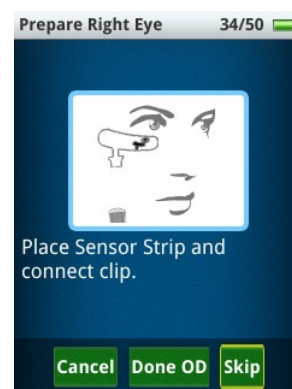 Prepare Right Eye 34/50
Place Sensor Strip and
connect clip.
Cancel Done OD Skip